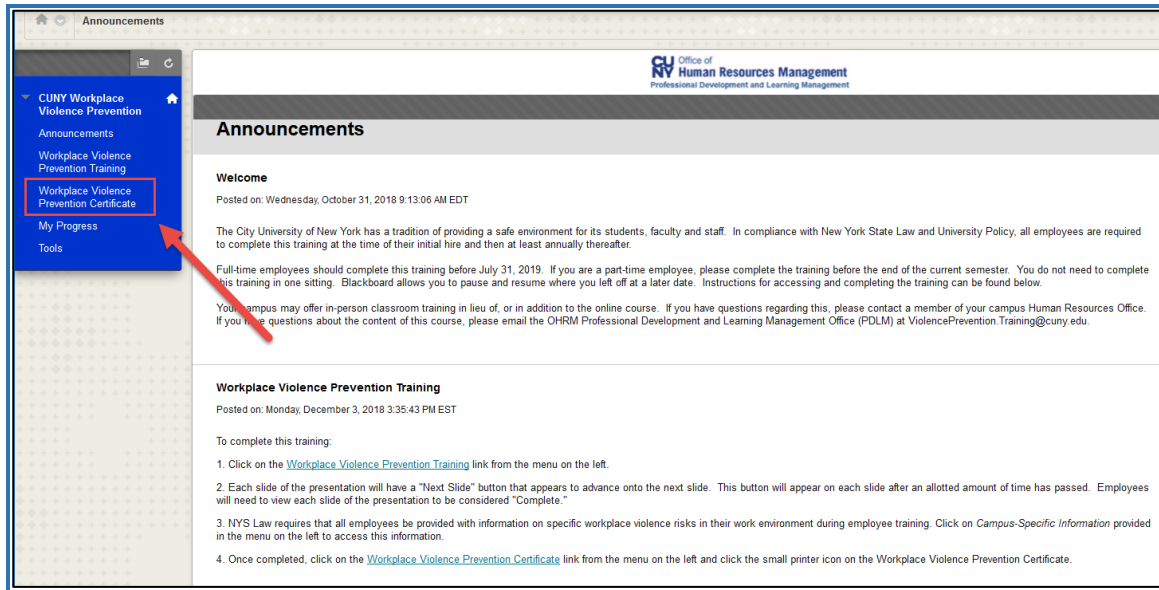 Announcements
CUNY Workplace
Violence Prevention
Announcements
Workplace Violence
Prevention Training
Workplace Violence
Prevention Certificate
My Progress
Tools
CUNY Office of
Human Resources Management
Professional Development and Learning Management
Announcements
Welcome
Posted on: Wednesday, October 31, 2018 9:13:06 AM EDT
The City University of New York has a tradition of providing a safe environment for its students, faculty and staff. In compliance with New York State Law and University Policy, all employees are required
to complete this training at the time of their initial hire and then at least annually thereafter.
Full-time employees should complete this training before July 31, 2019. If you are a part-time employee, please complete the training before the end of the current semester. You do not need to complete
this training in one sitting. Blackboard allows you to pause and resume where you left off at a later date. Instructions for accessing and completing the training can be found below.
Your campus may offer in-person classroom training in lieu of, or in addition to the online course. If you have questions regarding this, please contact a member of your campus Human Resources Office.
If you have questions about the content of this course, please email the OHRM Professional Development and Learning Management Office (PDLM) at ViolencePrevention.Training@cuny.edu.
Workplace Violence Prevention Training
Posted on: Monday, December 3, 2018 3:35:43 PM EST
To complete this training:
1. Click on the Workplace Violence Prevention Training link from the menu on the left.
2. Each slide of the presentation will have a "Next Slide" button that appears to advance onto the next slide. This button will appear on each slide after an allotted amount of time has passed. Employees
will need to view each slide of the presentation to be considered "Complete."
3. NYS Law requires that all employees be provided with information on specific workplace violence risks in their work environment during employee training. Click on Campus-Specific Information provided
in the menu on the left to access this information.
4. Once completed, click on the Workplace Violence Prevention Certificate link from the menu on the left and click the small printer icon on the Workplace Violence Prevention Certificate.